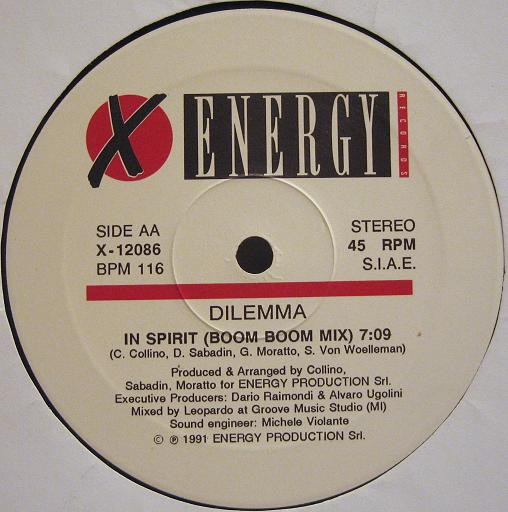 X ENERGY RECORDS
SIDE AA
X-12086
BPM 116
STEREO
45 RPM
S.I.A.E.
DILEMMA
IN SPIRIT (BOOM BOOM MIX) 7:09
(C. Collino, D. Sabadin, G. Moratto, S. Von Woelleman)
Produced & Arranged by Collino,
Sabadin, Moratto for ENERGY PRODUCTION Srl.
Executive Producers: Dario Raimondi & Alvaro Ugolini
Mixed by Leopardo at Groove Music Studio (MI)
Sound engineer: Michele Violante
© ℗ 1991 ENERGY PRODUCTION Srl.